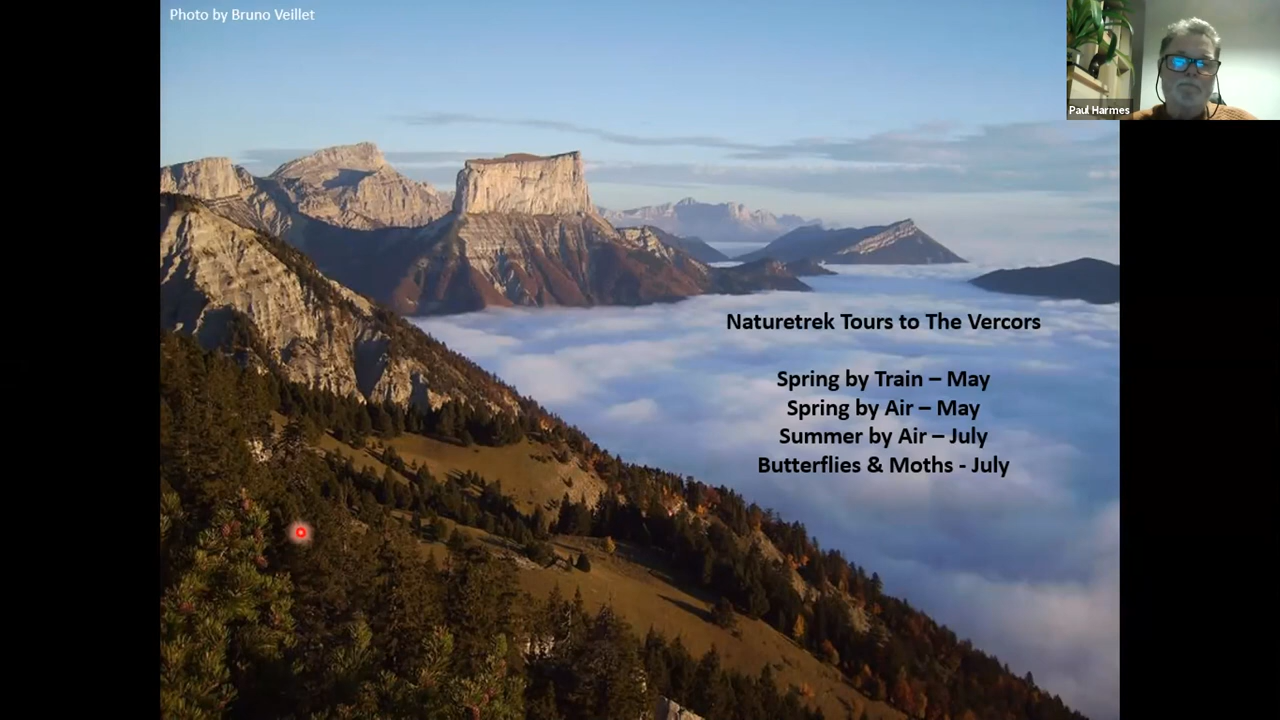 Photo by Bruno Veillet
Paul Harmes
Naturetrek Tours to The Vercors
Spring by Train – May
Spring by Air – May
Summer by Air – July
Butterflies & Moths - July